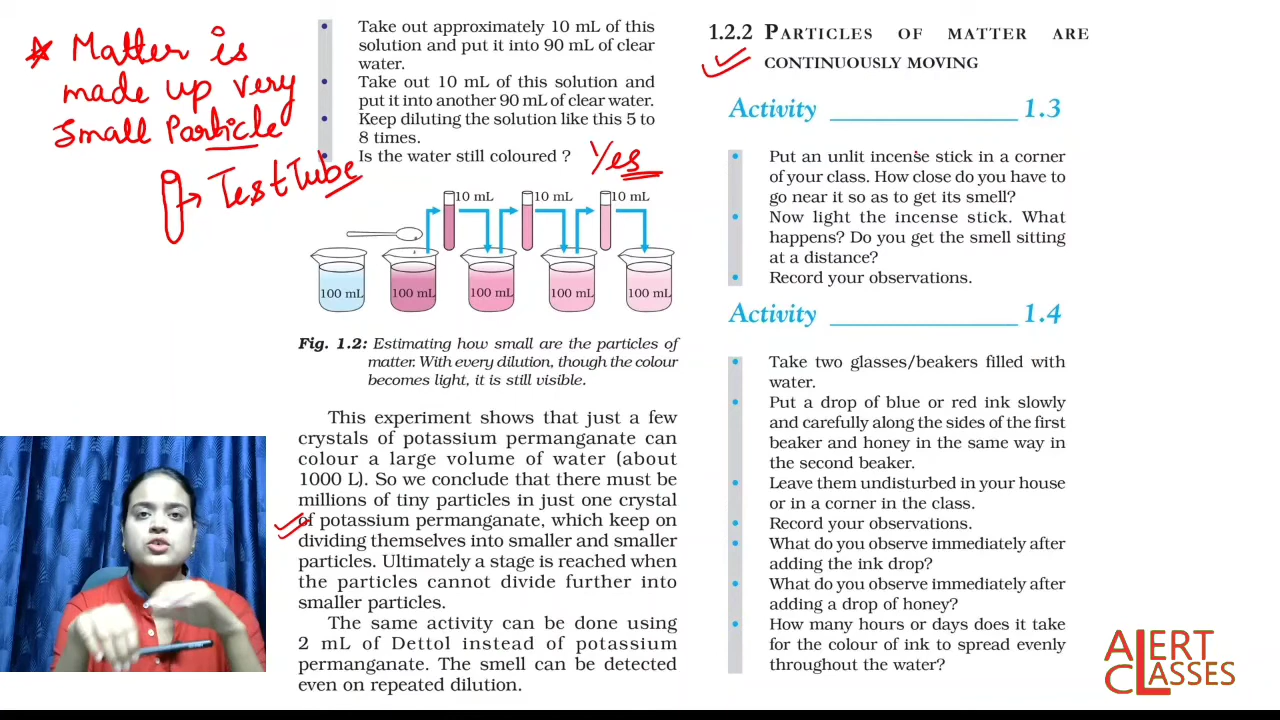 * Matter is
made up very
Small Particle
→ Test Tube
• Take out approximately 10 mL of this
solution and put it into 90 mL of clear
water.
• Take out 10 mL of this solution and
put it into another 90 mL of clear water.
• Keep diluting the solution like this 5 to
8 times.
• Is the water still coloured ?
Yes
10 mL 10 mL 10 mL
100 mL 100 mL 100 mL 100 mL 100 mL
Fig. 1.2: Estimating how small are the particles of
matter. With every dilution, though the colour
becomes light, it is still visible.
This experiment shows that just a few
crystals of potassium permanganate can
colour a large volume of water (about
1000 L). So we conclude that there must be
millions of tiny particles in just one crystal
of potassium permanganate, which keep on
dividing themselves into smaller and smaller
particles. Ultimately a stage is reached when
the particles cannot divide further into
smaller particles.
The same activity can be done using
2 mL of Dettol instead of potassium
permanganate. The smell can be detected
even on repeated dilution.
1.2.2 PARTICLES OF MATTER ARE
CONTINUOUSLY MOVING
Activity 1.3
• Put an unlit incense stick in a corner
of your class. How close do you have to
go near it so as to get its smell?
• Now light the incense stick. What
happens? Do you get the smell sitting
at a distance?
• Record your observations.
Activity 1.4
• Take two glasses/beakers filled with
water.
• Put a drop of blue or red ink slowly
and carefully along the sides of the first
beaker and honey in the same way in
the second beaker.
• Leave them undisturbed in your house
or in a corner in the class.
• Record your observations.
• What do you observe immediately after
adding the ink drop?
• What do you observe immediately after
adding a drop of honey?
• How many hours or days does it take
for the colour of ink to spread evenly
throughout the water?
ALERT
CLASSES